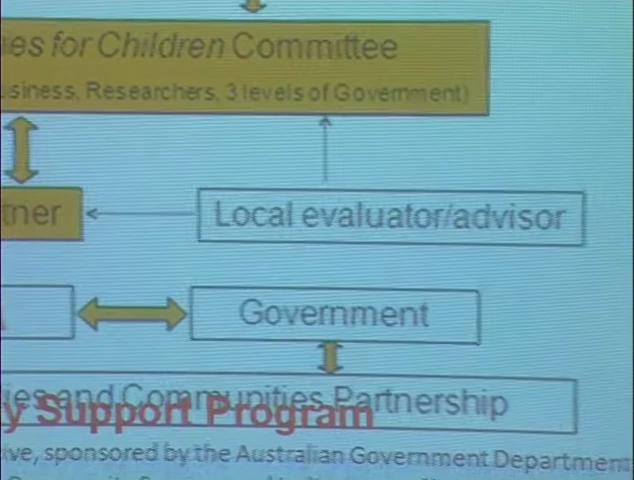 ies for Children Committee
siness, Researchers, 3 levels of Government)
tner
Local evaluator/advisor
Government
ies and Communities Partnership
y Support Program
ive, sponsored by the Australian Government Department